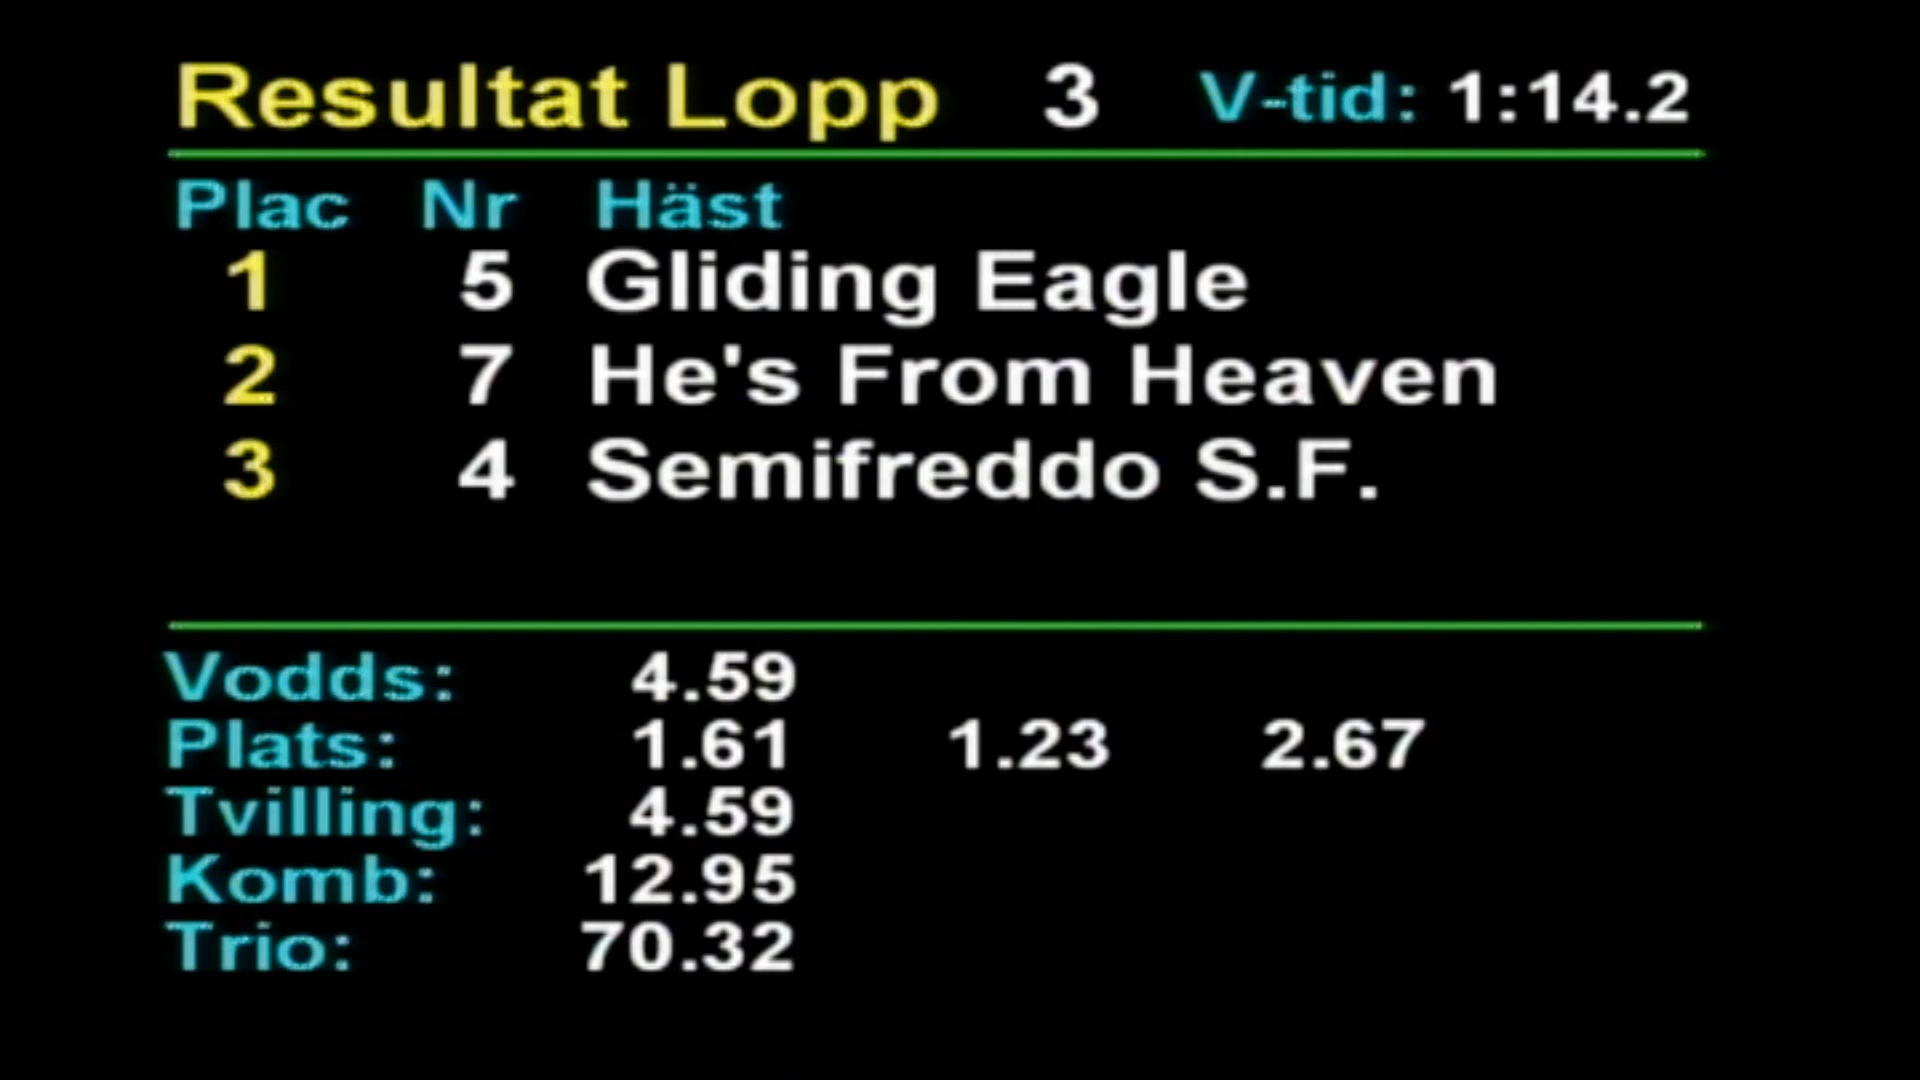 Resultat Lopp 3 V-tid: 1:14.2
Plac Nr Häst
1 5 Gliding Eagle
2 7 He's From Heaven
3 4 Semifreddo S.F.
Vodds: 4.59
Plats: 1.61 1.23 2.67
Tvilling: 4.59
Komb: 12.95
Trio: 70.32